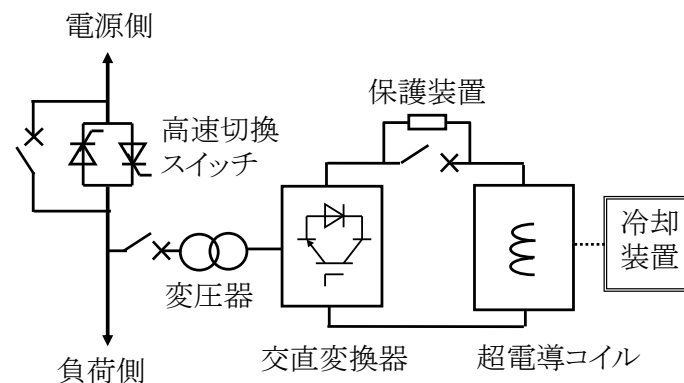 電源側
保護装置
高速切換
スイッチ
冷却
装置
変圧器
負荷側
交直変換器
超電導コイル